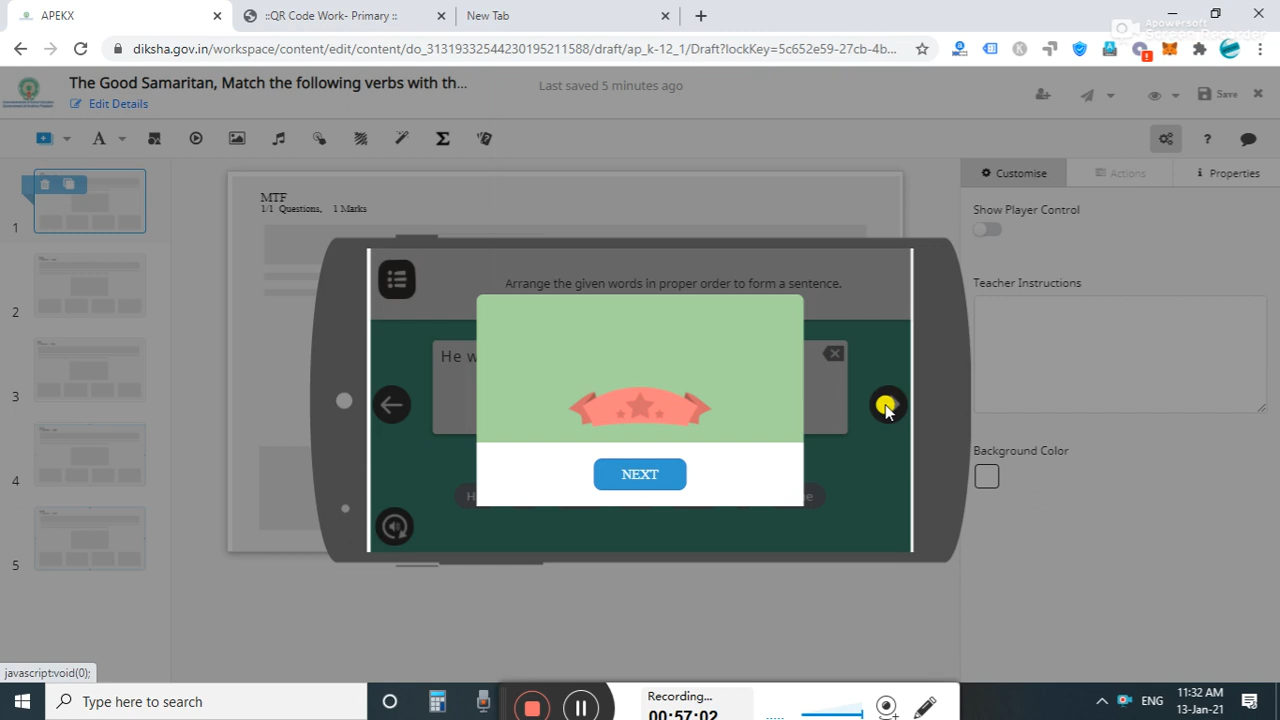 APEKX
::QR Code Work- Primary ::
New Tab
diksha.gov.in/workspace/content/edit/content/do_3131933254423019521­1588/draft/ap_k-12_1/Draft?lockKey=5c652e59-27cb-4b...
Apowersoft
Screen Recorder
The Good Samaritan, Match the following verbs with th...
Edit Details
Last saved 5 minutes ago
Save
Customise
Actions
Properties
Show Player Control
Teacher Instructions
Background Color
1
2
3
4
5
MTF
1/1 Questions, 1 Marks
Arrange the given words in proper order to form a sentence.
He w
NEXT
javascript:void(0);
Type here to search
Recording...
00:57:02
ENG
11:32 AM
13-Jan-21